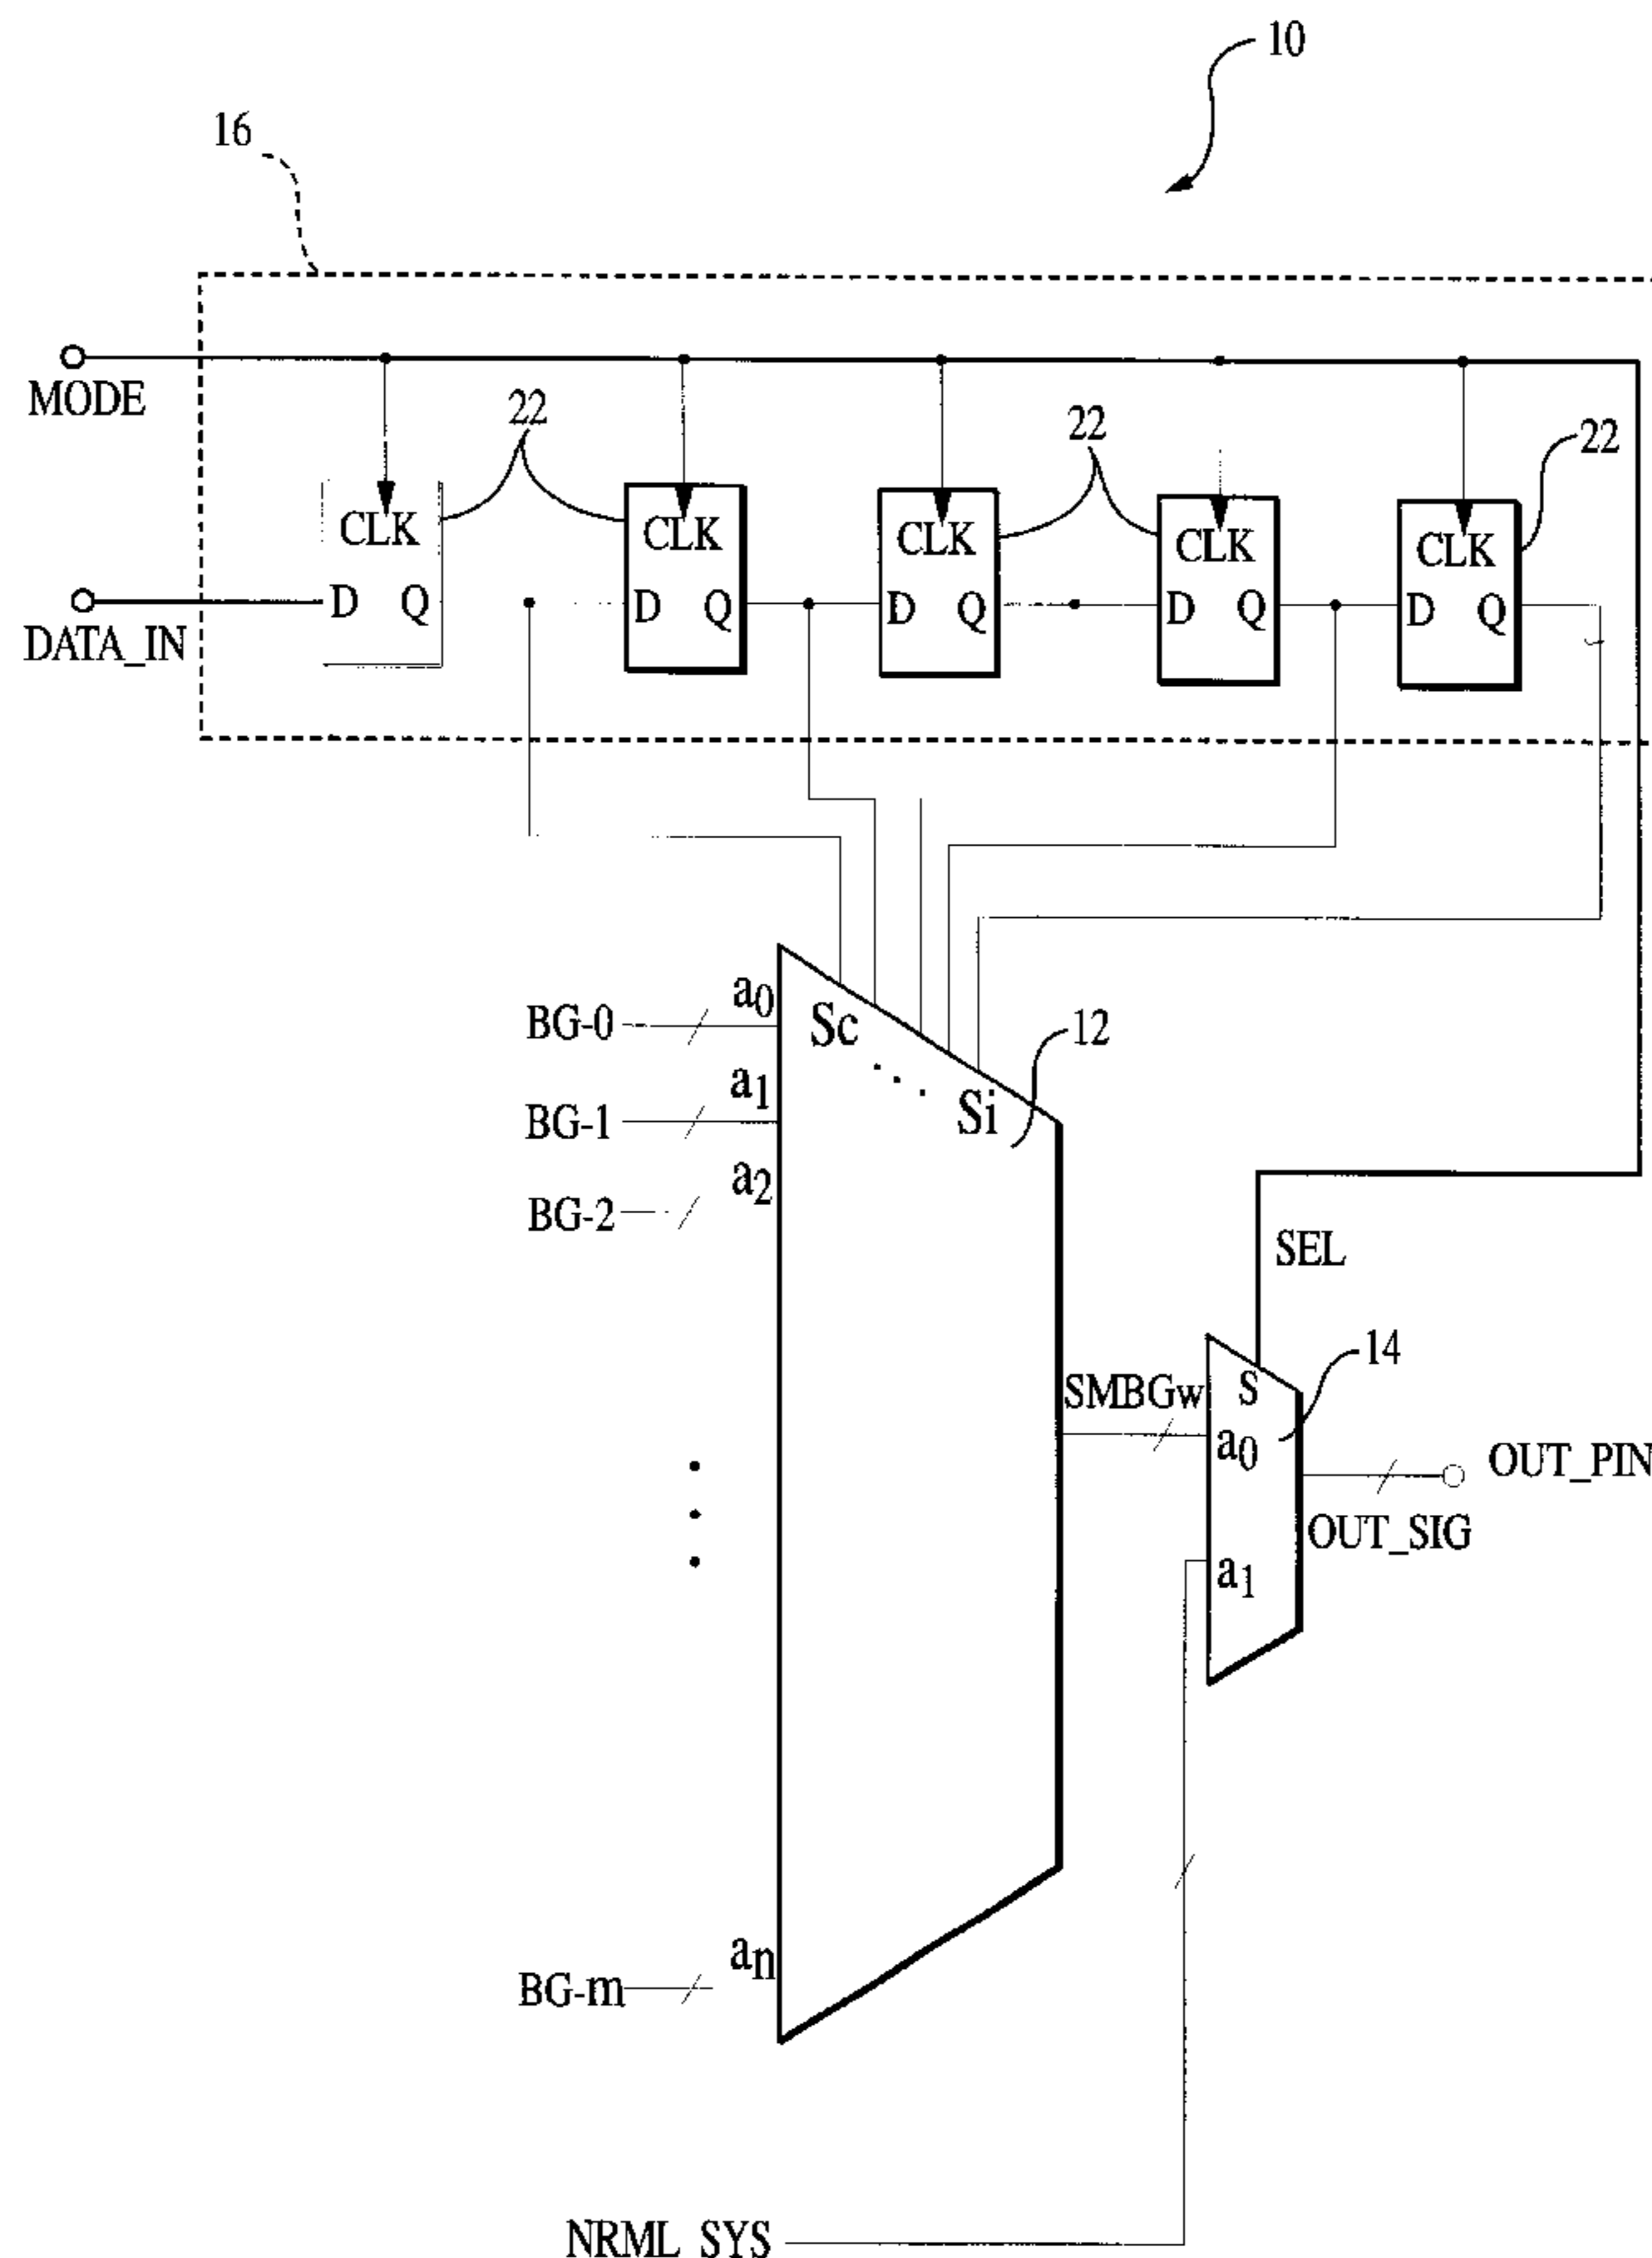 10
16
MODE
22
22
22
CLK
CLK
CLK
CLK
CLK
D Q
D Q
D Q
D Q
D Q
DATA_IN
a0
BG-0
Sc
12
a1
BG-1
Si
a2
BG-2
SEL
14
SMBGw
S
a0
OUT_PIN
OUT_SIG
a1
an
BG-m
NRML_SYS